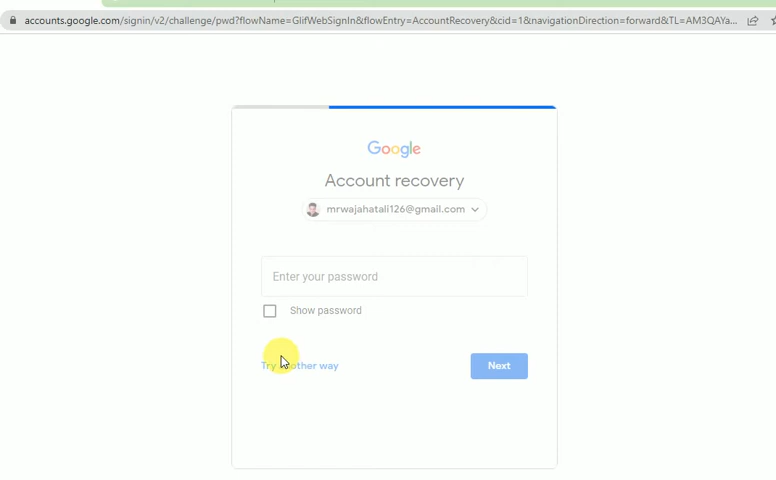 accounts.google.com/signin/v2/challenge/pwd?flowName=GlifWebSignIn&flowEntry=AccountRecovery&cid=1&navigationDirection=forward&TL=AM3QAYa...
Google
Account recovery
mrwajahatali126@gmail.com
Enter your password
Show password
Try another way
Next